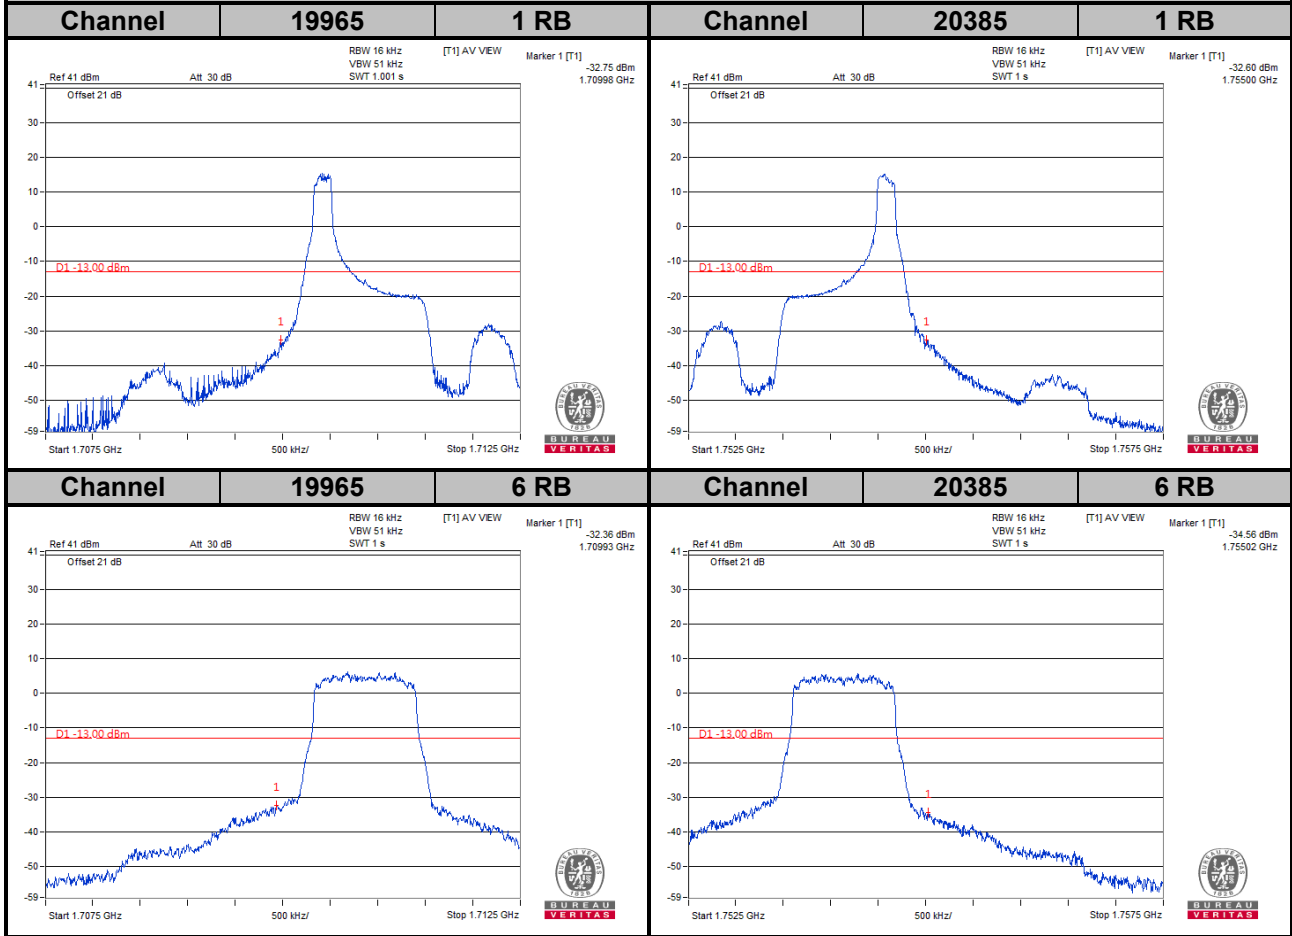 Channel 19965 1 RB
RBW 16 kHz [T1] AV VIEW Marker 1 [T1]
VBW 51 kHz -32.75 dBm
Ref 41 dBm Att 30 dB SWT 1.001 s 1.70998 GHz
41
Offset 21 dB
30
20
10
0
-10
D1 -13.00 dBm
-20
1
-30
-40
-50
-59
Start 1.7075 GHz 500 kHz/ Stop 1.7125 GHz
BUREAU VERITAS
1828
BUREAU
VERITAS
Channel 20385 1 RB
RBW 16 kHz [T1] AV VIEW Marker 1 [T1]
VBW 51 kHz -32.60 dBm
Ref 41 dBm Att 30 dB SWT 1 s 1.75500 GHz
41
Offset 21 dB
30
20
10
0
-10
D1 -13.00 dBm
-20
1
-30
-40
-50
-59
Start 1.7525 GHz 500 kHz/ Stop 1.7575 GHz
BUREAU VERITAS
1828
BUREAU
VERITAS
Channel 19965 6 RB
RBW 16 kHz [T1] AV VIEW Marker 1 [T1]
VBW 51 kHz -32.36 dBm
Ref 41 dBm Att 30 dB SWT 1 s 1.70993 GHz
41
Offset 21 dB
30
20
10
0
-10
D1 -13.00 dBm
-20
1
-30
-40
-50
-59
Start 1.7075 GHz 500 kHz/ Stop 1.7125 GHz
BUREAU VERITAS
1828
BUREAU
VERITAS
Channel 20385 6 RB
RBW 16 kHz [T1] AV VIEW Marker 1 [T1]
VBW 51 kHz -34.56 dBm
Ref 41 dBm Att 30 dB SWT 1 s 1.75502 GHz
41
Offset 21 dB
30
20
10
0
-10
D1 -13.00 dBm
-20
1
-30
-40
-50
-59
Start 1.7525 GHz 500 kHz/ Stop 1.7575 GHz
BUREAU VERITAS
1828
BUREAU
VERITAS